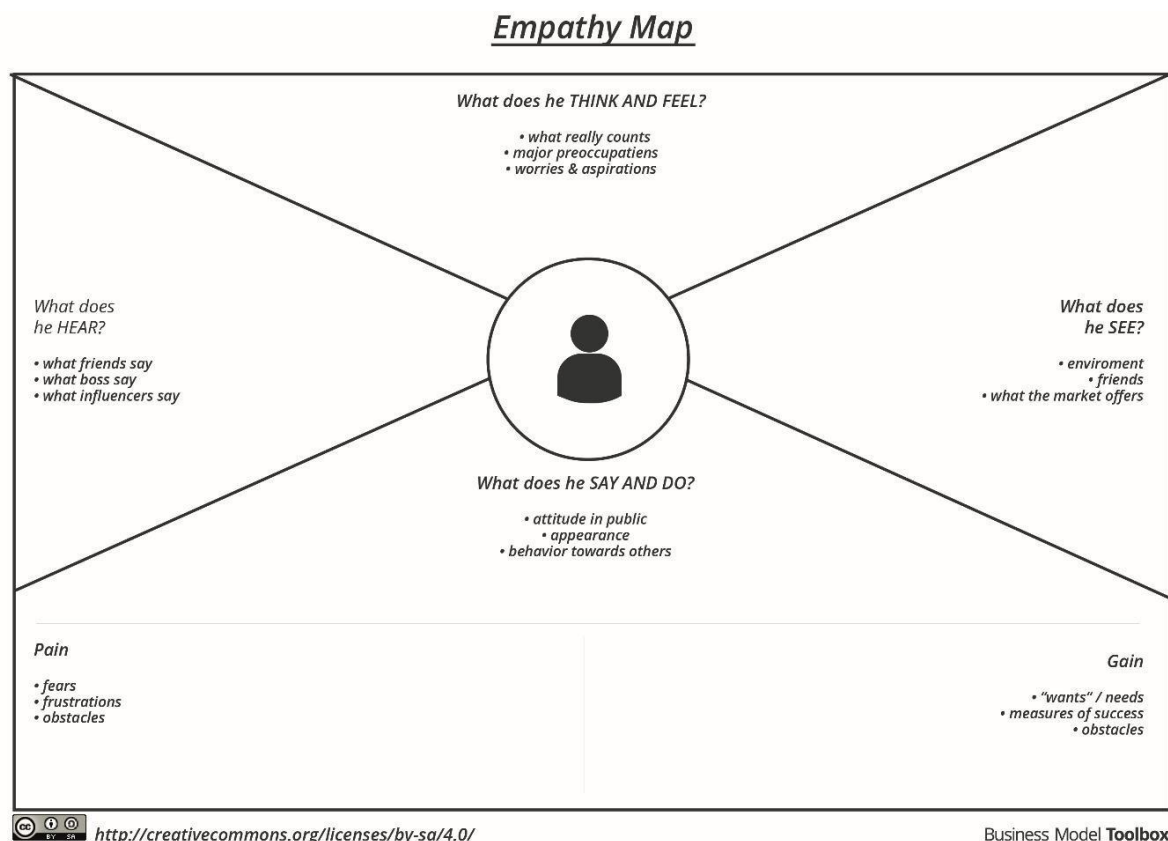 Empathy Map
What does he THINK AND FEEL?
• what really counts
• major preoccupatiens
• worries & aspirations
What does
he HEAR?
• what friends say
• what boss say
• what influencers say
What does
he SEE?
• enviroment
• friends
• what the market offers
What does he SAY AND DO?
• attitude in public
• appearance
• behavior towards others
Pain
• fears
• frustrations
• obstacles
Gain
• "wants" / needs
• measures of success
• obstacles
cc BY SA
http://creativecommons.org/licenses/by-sa/4.0/
Business Model Toolbox